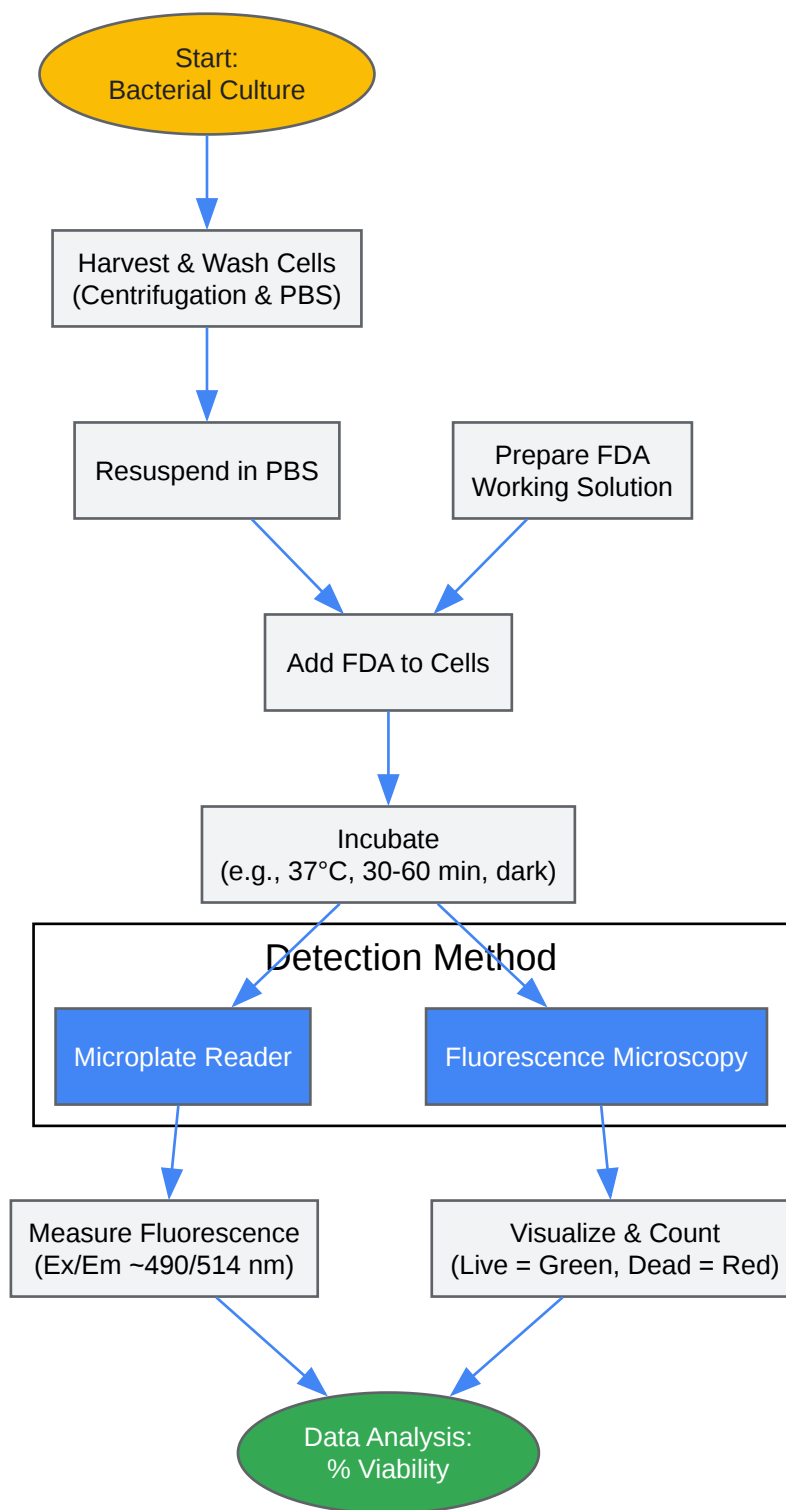 Start:
Bacterial Culture
Harvest & Wash Cells
(Centrifugation & PBS)
Resuspend in PBS
Prepare FDA
Working Solution
Add FDA to Cells
Incubate
(e.g., 37°C, 30-60 min, dark)
Detection Method
Microplate Reader
Fluorescence Microscopy
Measure Fluorescence
(Ex/Em ~490/514 nm)
Visualize & Count
(Live = Green, Dead = Red)
Data Analysis:
% Viability